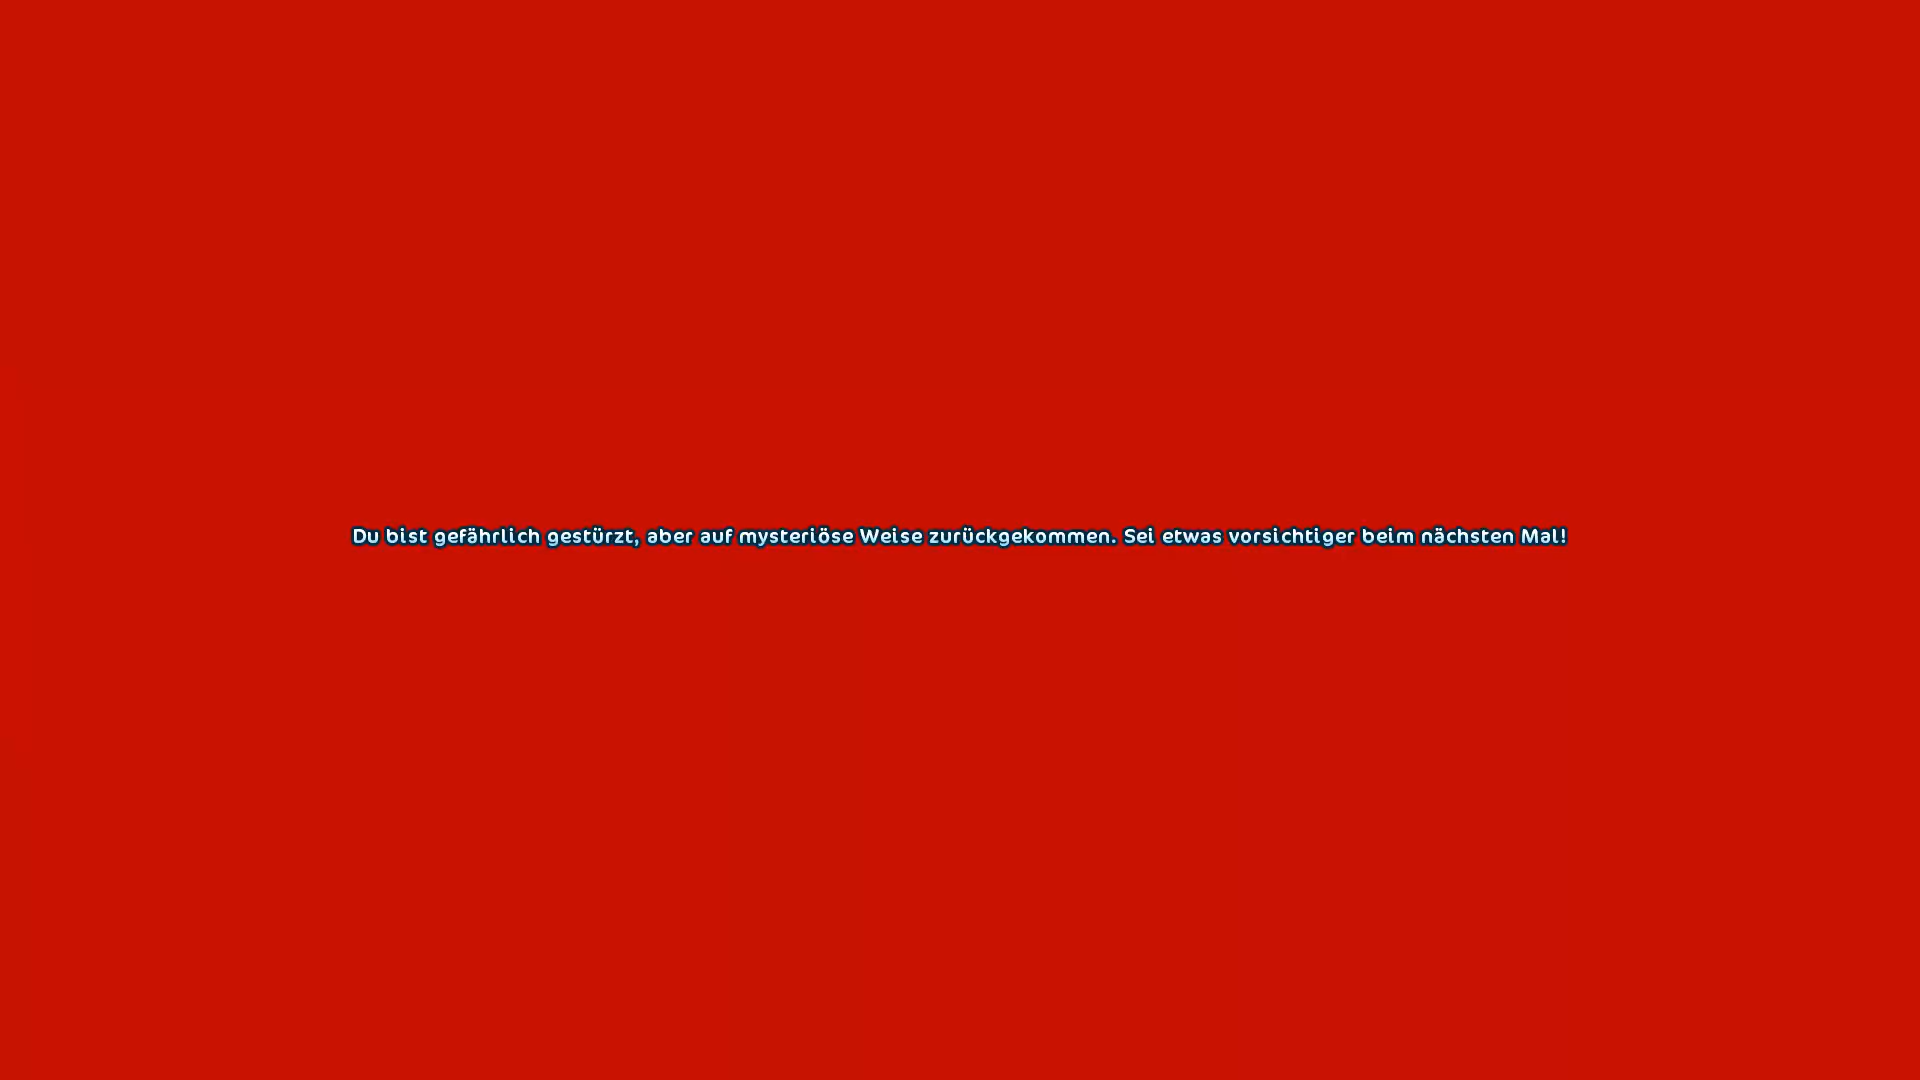 Du bist gefährlich gestürzt, aber auf mysteriöse Weise zurückgekommen. Sei etwas vorsichtiger beim nächsten Mal!